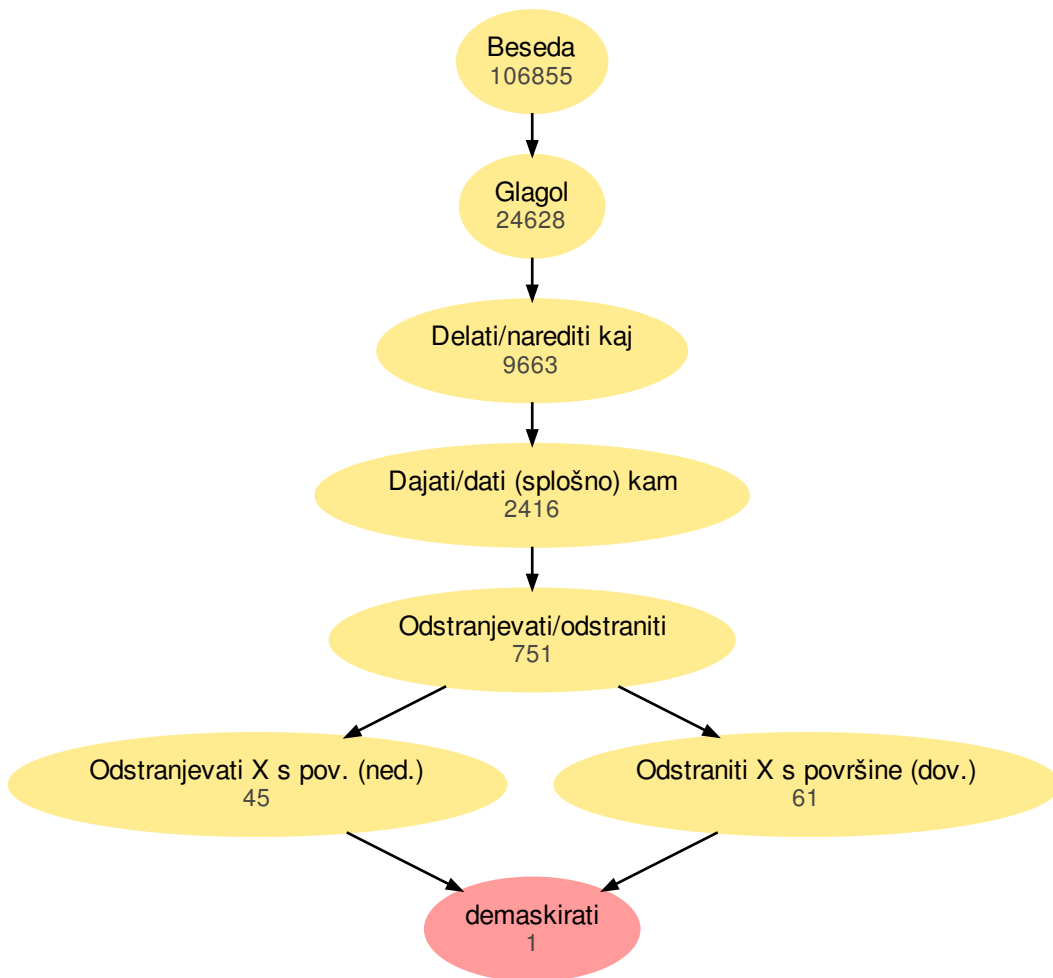 Beseda
106855
Glagol
24628
Delati/narediti kaj
9663
Dajati/dati (splošno) kam
2416
Odstranjevati/odstraniti
751
Odstranjevati X s pov. (ned.)
45
Odstraniti X s površine (dov.)
61
demaskirati
1